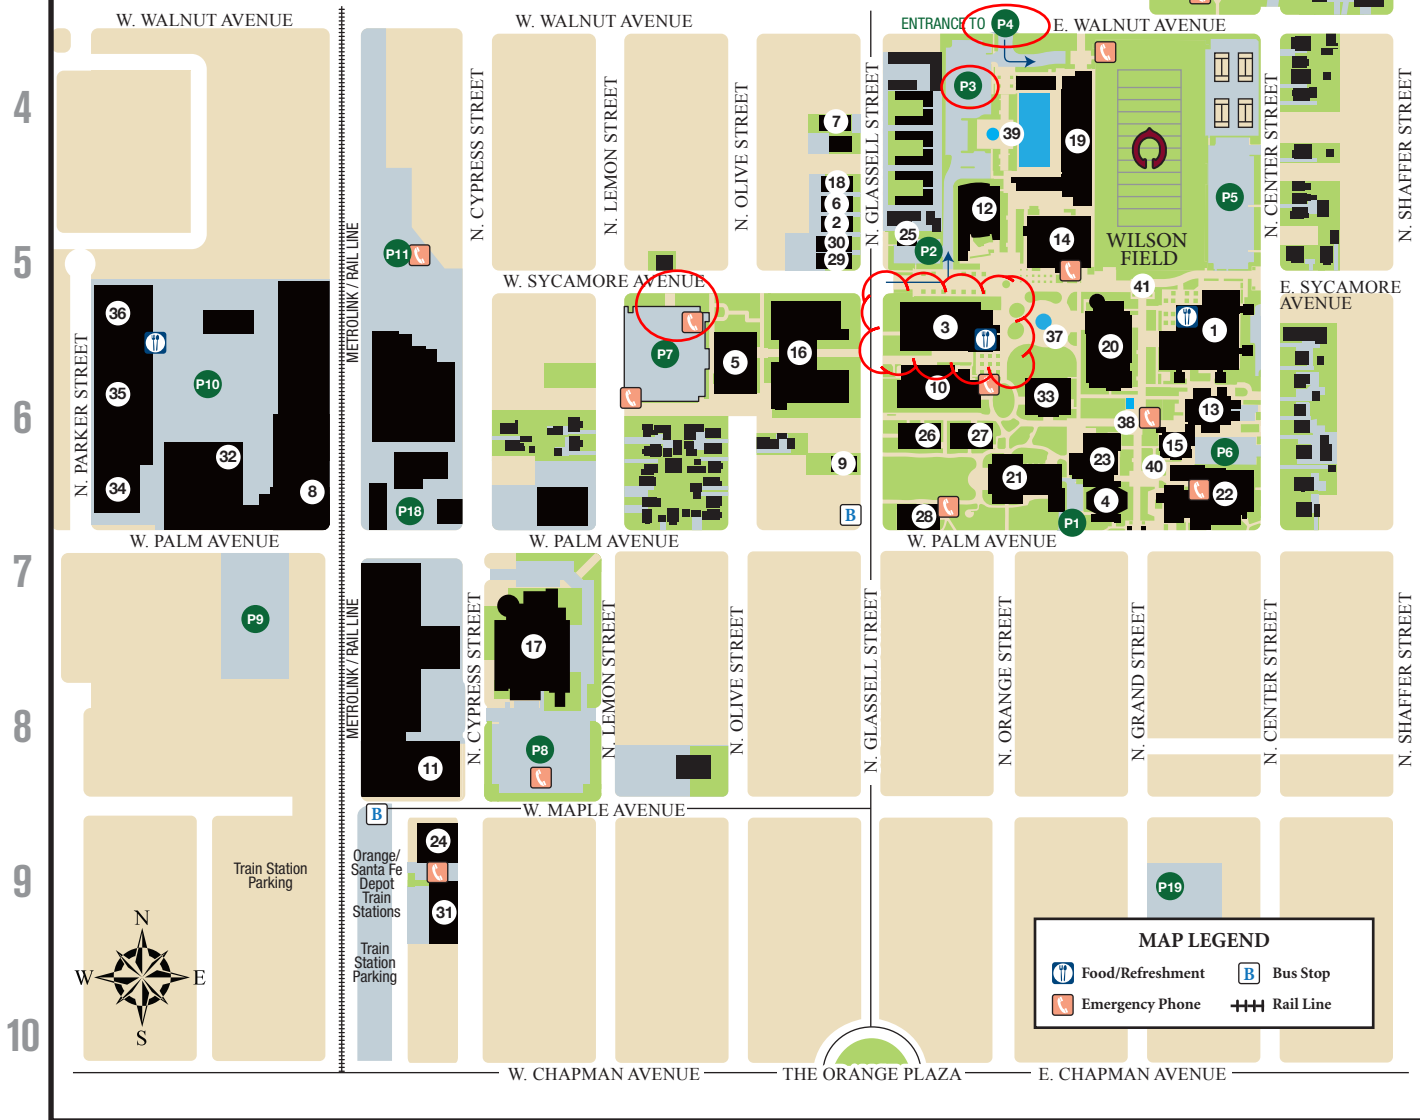 W. WALNUT AVENUE
W. WALNUT AVENUE
ENTRANCE TO
P4
E. WALNUT AVENUE
4
5
6
7
8
9
10
N. PARKER STREET
METROLINK / RAIL LINE
METROLINK / RAIL LINE
N. CYPRESS STREET
N. CYPRESS STREET
N. LEMON STREET
N. LEMON STREET
N. OLIVE STREET
N. OLIVE STREET
N. GLASSELL STREET
N. GLASSELL STREET
N. ORANGE STREET
N. GRAND STREET
N. CENTER STREET
N. CENTER STREET
N. SHAFFER STREET
N. SHAFFER STREET
P3
7
39
19
18
6
2
30
29
12
25
P2
14
WILSON
FIELD
P5
P11
W. SYCAMORE AVENUE
41
E. SYCAMORE
AVENUE
36
35
34
P10
32
8
P18
P7
5
16
3
37
20
1
10
33
38
13
26
27
15
P6
9
21
23
40
22
4
28
P1
B
W. PALM AVENUE
W. PALM AVENUE
W. PALM AVENUE
P9
17
P8
11
B
W. MAPLE AVENUE
24
Orange/
Santa Fe
Depot
Train
Stations
31
Train Station
Parking
Train
Station
Parking
P19
N
W
E
S
MAP LEGEND
Food/Refreshment
B
Bus Stop
Emergency Phone
Rail Line
W. CHAPMAN AVENUE
THE ORANGE PLAZA
E. CHAPMAN AVENUE